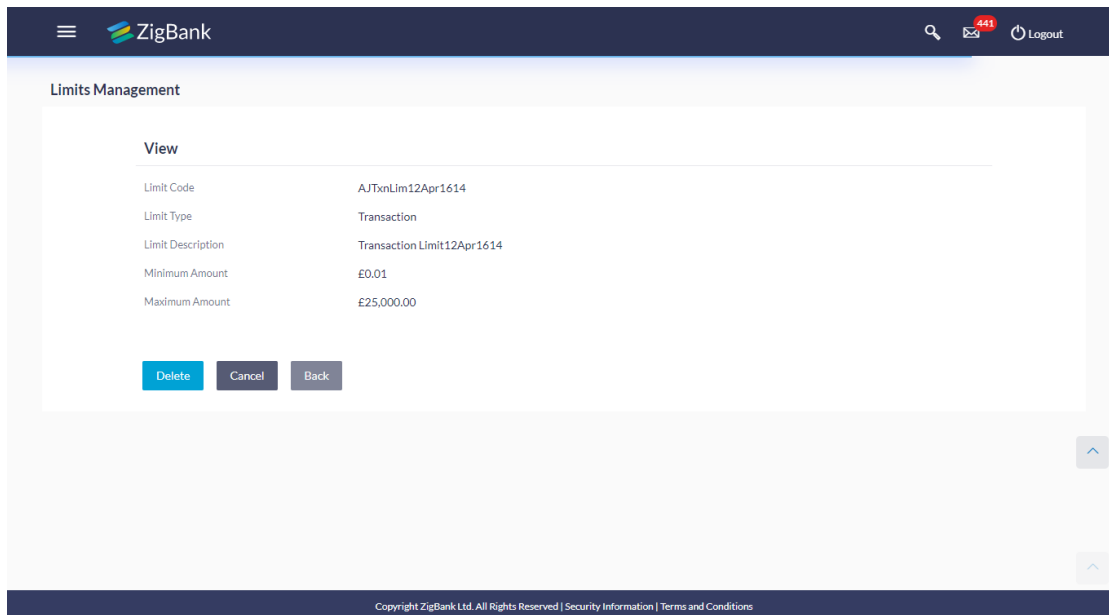 ZigBank
441
Logout
Limits Management
View
Limit Code AJTxnLim12Apr1614
Limit Type Transaction
Limit Description Transaction Limit12Apr1614
Minimum Amount £0.01
Maximum Amount £25,000.00
Delete Cancel Back
Copyright ZigBank Ltd. All Rights Reserved | Security Information | Terms and Conditions